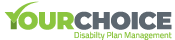 YOURCHOICE
Disability Plan Management